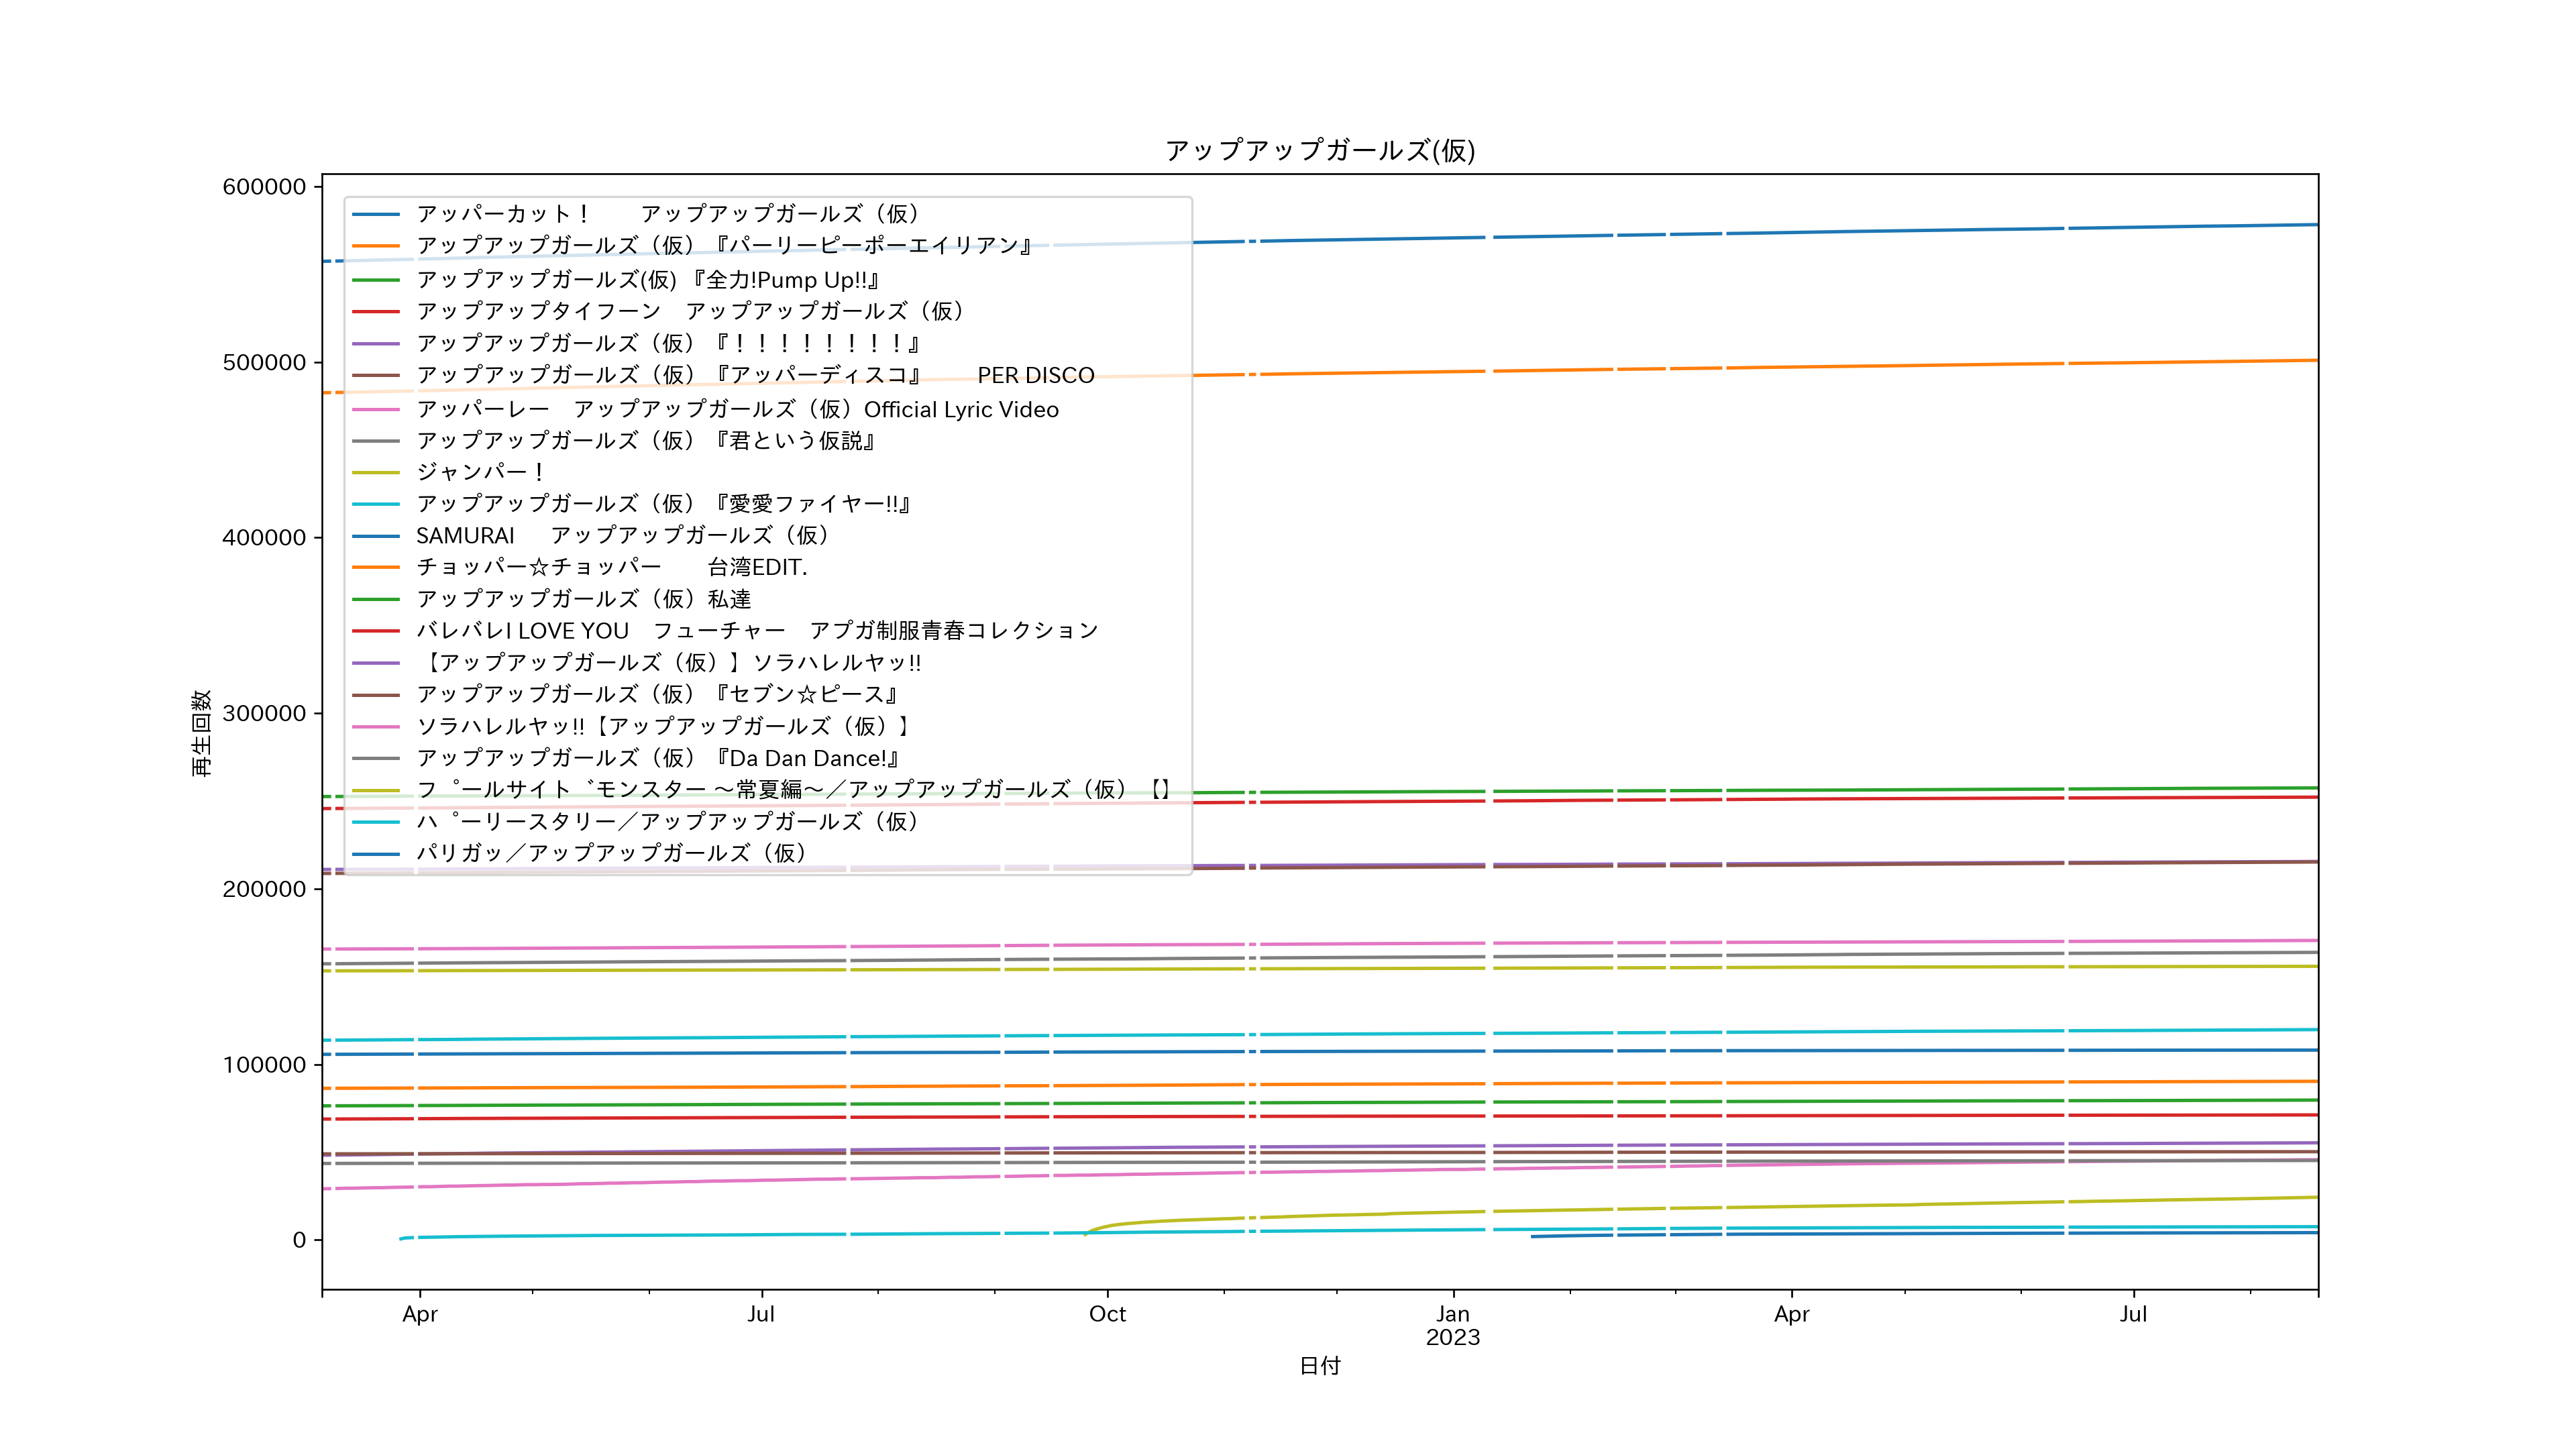 アップアップガールズ(仮)
600000
500000
400000
300000
200000
100000
0
再生回数
アッパーカット！　　アップアップガールズ（仮）
アップアップガールズ（仮）『パーリーピーポーエイリアン』
アップアップガールズ(仮) 『全力!Pump Up!!』
アップアップタイフーン　アップアップガールズ（仮）
アップアップガールズ（仮）『！！！！！！！！』
アップアップガールズ（仮）『アッパーディスコ』　　PER DISCO
アッパーレー　アップアップガールズ（仮）Official Lyric Video
アップアップガールズ（仮）『君という仮説』
ジャンパー！
アップアップガールズ（仮）『愛愛ファイヤー!!』
SAMURAI　 アップアップガールズ（仮）
チョッパー☆チョッパー　　台湾EDIT.
アップアップガールズ（仮）私達
バレバレI LOVE YOU　フューチャー　アプガ制服青春コレクション
【アップアップガールズ（仮）】ソラハレルヤッ!!
アップアップガールズ（仮）『セブン☆ピース』
ソラハレルヤッ!!【アップアップガールズ（仮）】
アップアップガールズ（仮）『Da Dan Dance!』
フ゜ールサイト゛モンスター 〜常夏編〜／アップアップガールズ（仮）【】
ハ゜ーリースタリー／アップアップガールズ（仮）
パリガッ／アップアップガールズ（仮）
Apr
Jul
Oct
Jan
2023
Apr
Jul
日付